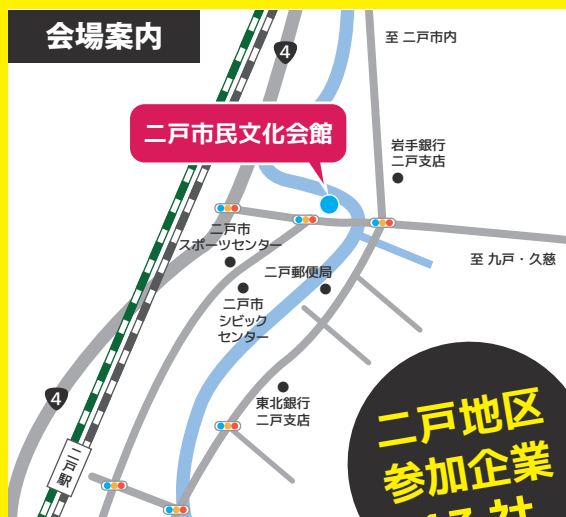 会場案内
4
至 二戸市内
二戸市民文化会館
岩手銀行
二戸支店
二戸市
スポーツセンター
至 九戸・久慈
二戸郵便局
二戸市
シビック
センター
4
東北銀行
二戸支店
二戸駅
二戸地区
参加企業
社